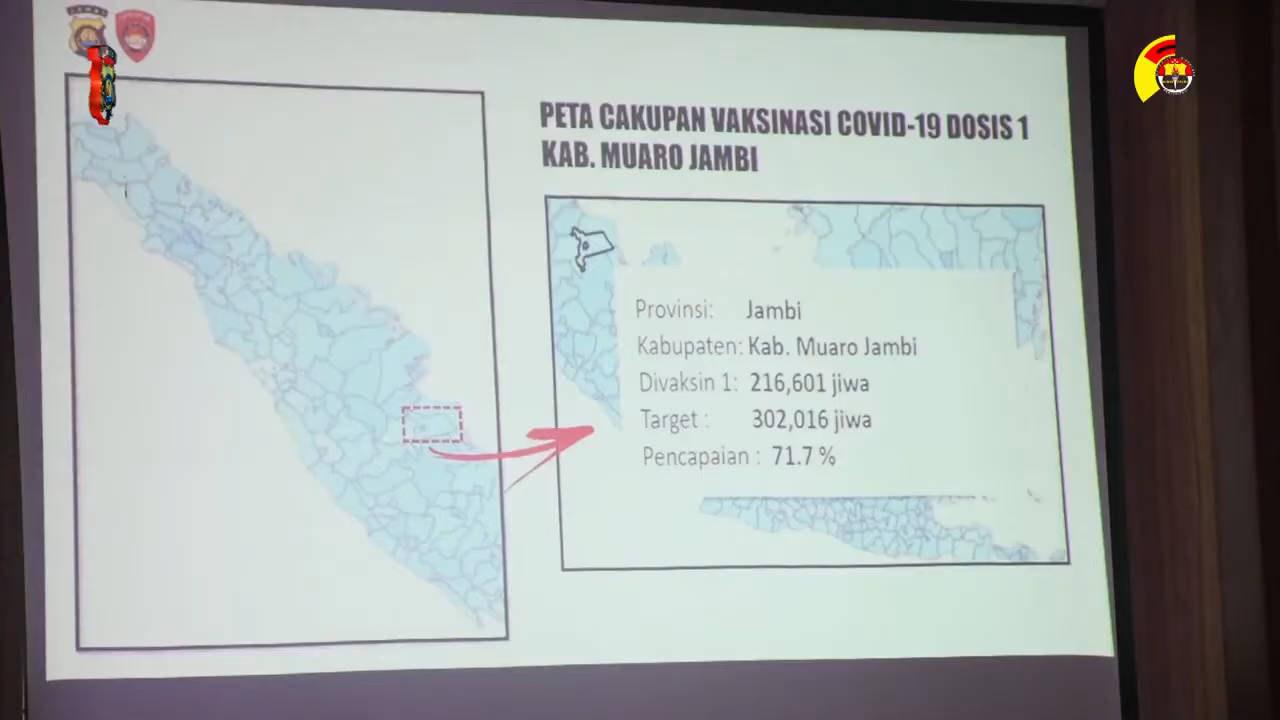 JAMBI
PETA CAKUPAN VAKSINASI COVID-19 DOSIS 1
KAB. MUARO JAMBI
Provinsi: Jambi
Kabupaten: Kab. Muaro Jambi
Divaksin 1: 216,601 jiwa
Target : 302,016 jiwa
Pencapaian : 71.7 %